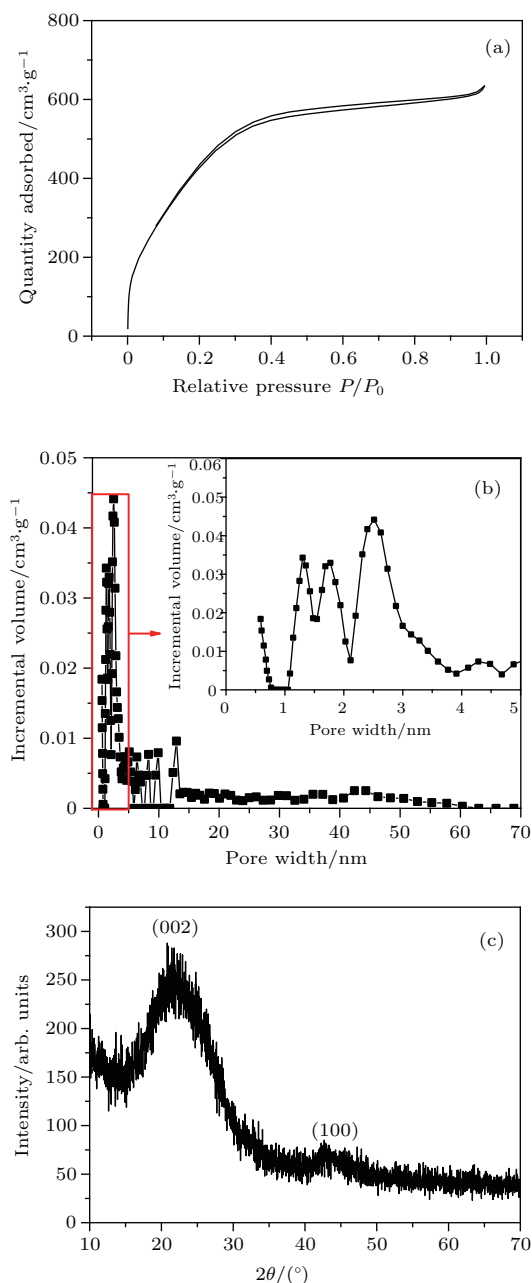 (a)
Quantity adsorbed/cm³·g⁻¹
800
600
400
200
0
0 0.2 0.4 0.6 0.8 1.0
Relative pressure P/P₀
(b)
Incremental volume/cm³·g⁻¹
0.05
0.04
0.03
0.02
0.01
0
0 10 20 30 40 50 60 70
Pore width/nm
Incremental volume/cm³·g⁻¹
0.06
0.05
0.04
0.03
0.02
0.01
0
0 1 2 3 4 5
Pore width/nm
(c)
(002)
(100)
Intensity/arb. units
300
250
200
150
100
50
0
10 20 30 40 50 60 70
2θ/(°)